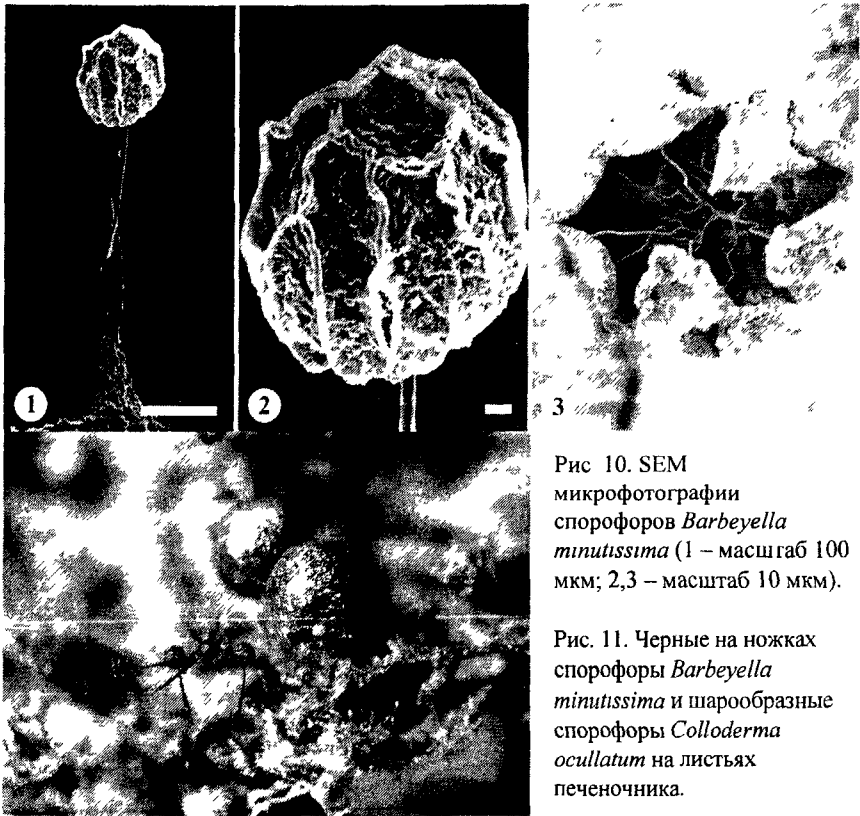 1
2
3
Рис 10. SEM
микрофотографии
спорофоров Barbeyella
minutissima (1 – масштаб 100
мкм; 2,3 – масштаб 10 мкм).
Рис. 11. Черные на ножках
спорофоры Barbeyella
minutissima и шарообразные
спорофоры Colloderma
ocullatum на листьях
печеночника.